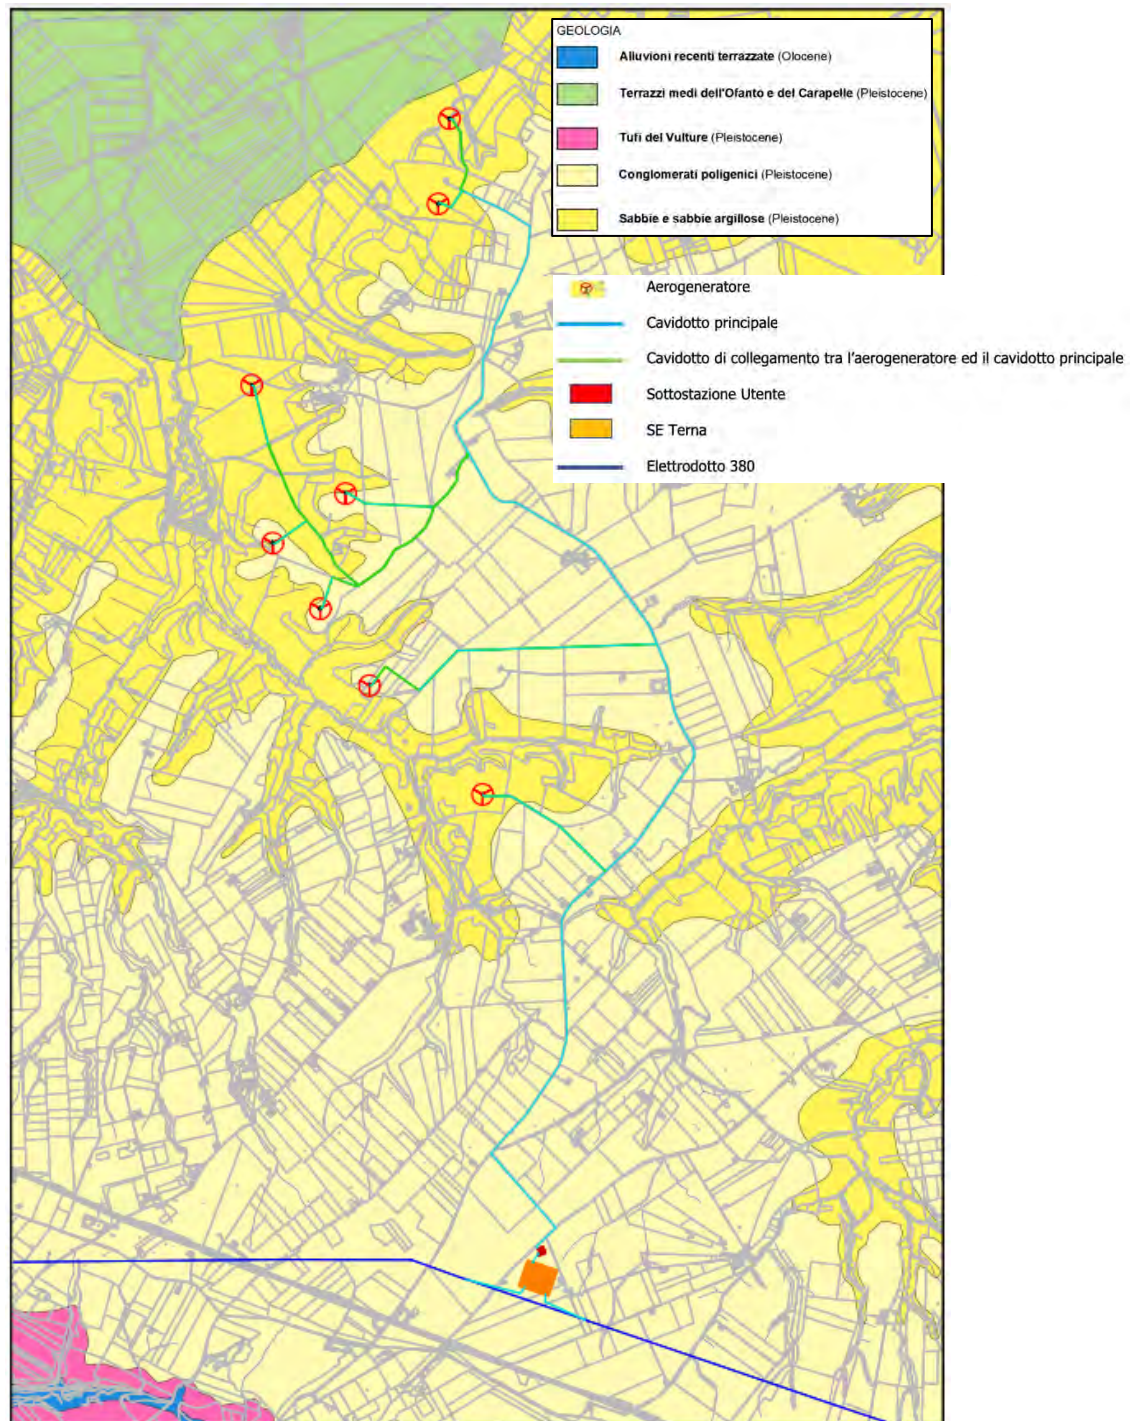 GEOLOGIA
Alluvioni recenti terrazzate (Olocene)
Terrazzi medi dell'Ofanto e del Carapelle (Pleistocene)
Tufi del Vulture (Pleistocene)
Conglomerati poligenici (Pleistocene)
Sabbie e sabbie argillose (Pleistocene)
Aerogeneratore
Cavidotto principale
Cavidotto di collegamento tra l'aerogeneratore ed il cavidotto principale
Sottostazione Utente
SE Terna
Elettrodotto 380